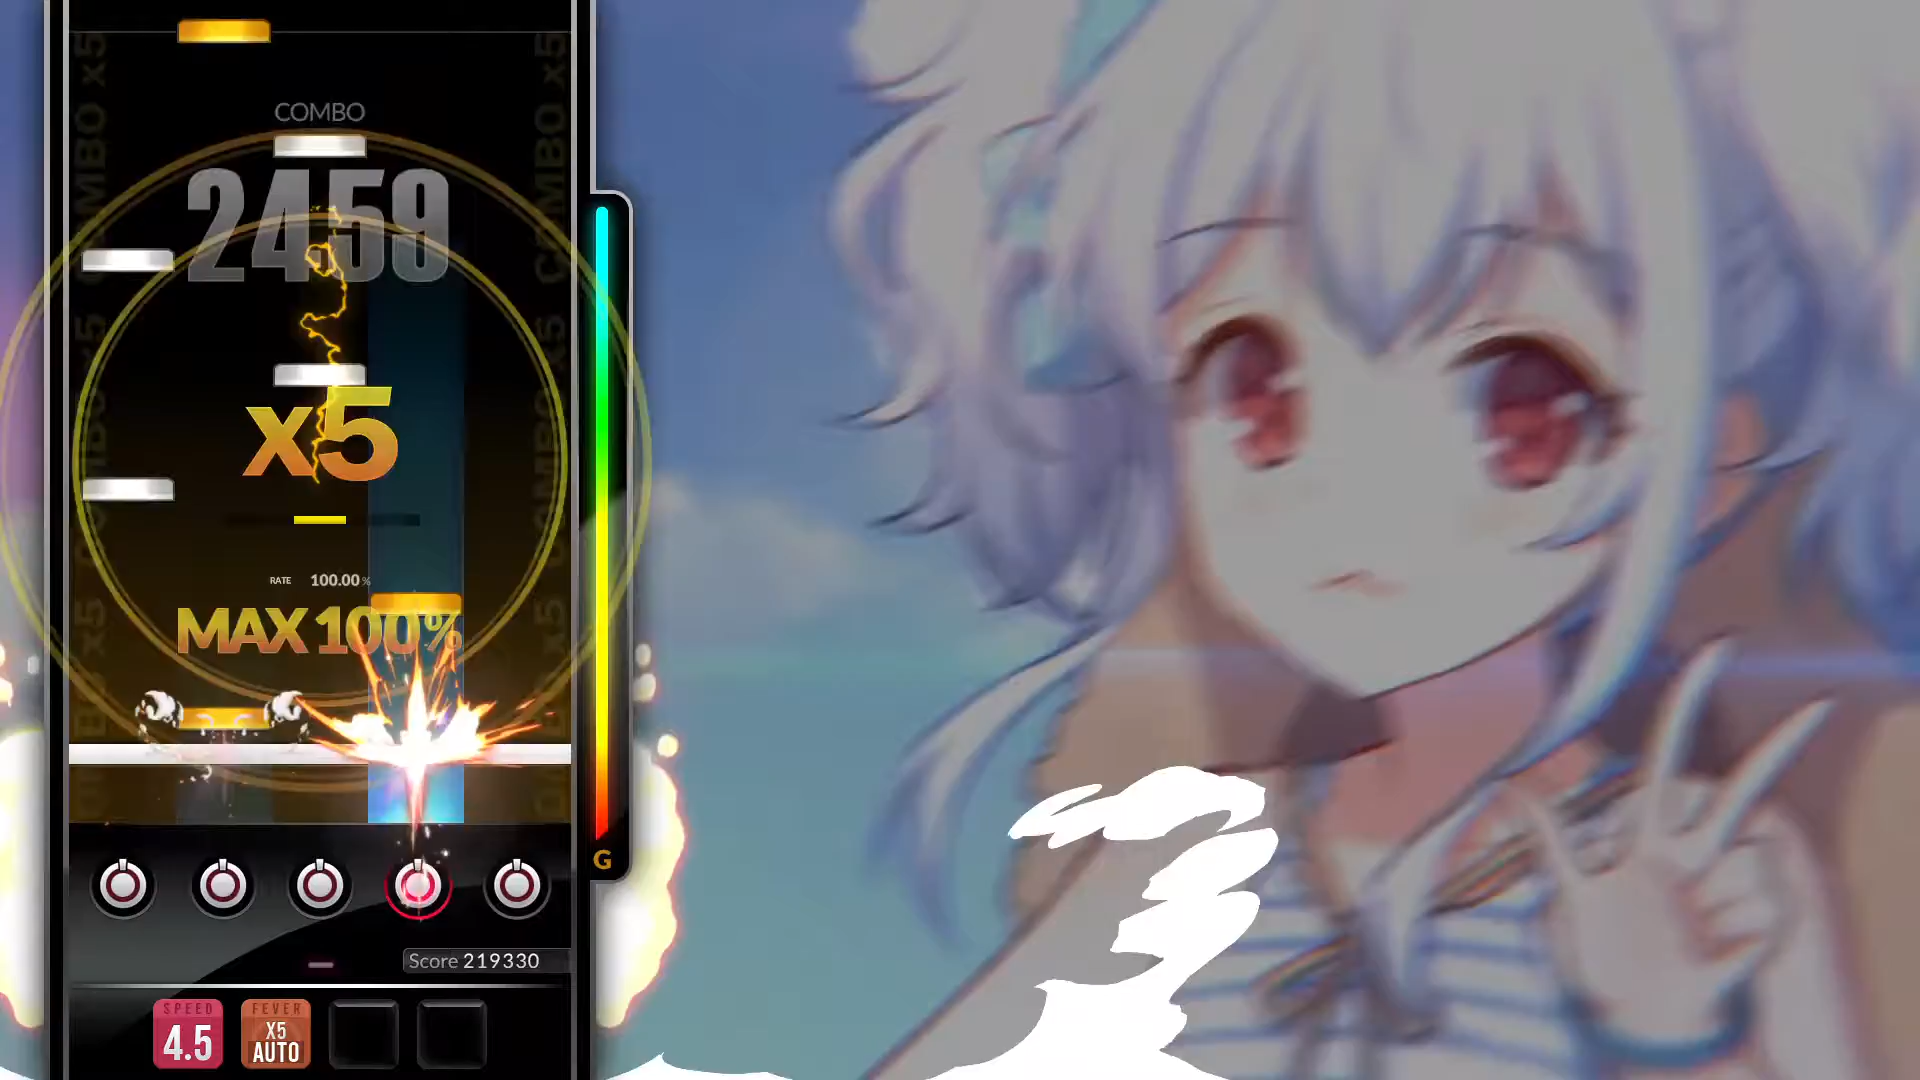 COMBO
2459
x5
RATE 100.00 %
MAX 100%
G
Score 219330
SPEED
4.5
FEVER
X5
AUTO